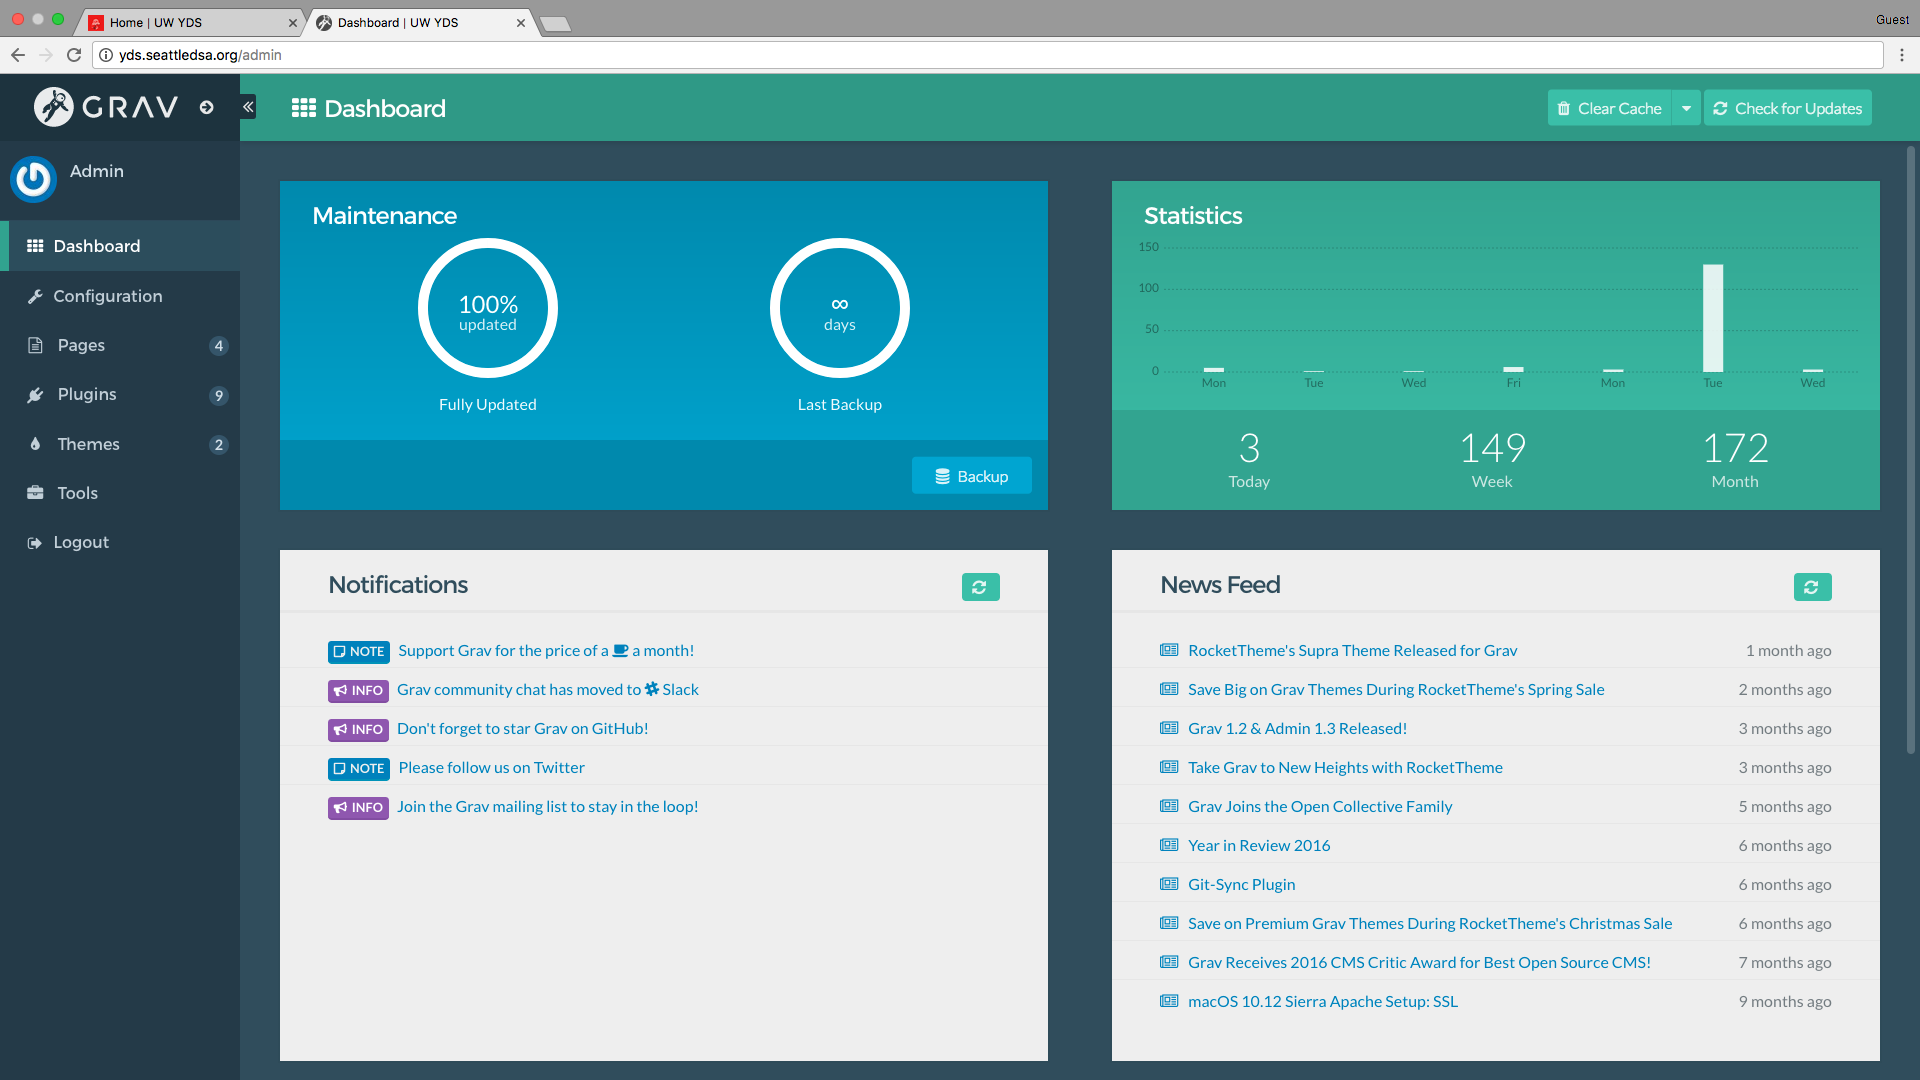 Home | UW YDS
Dashboard | UW YDS
Guest
yds.seattledsa.org/admin
GRAV
Dashboard
Clear Cache
Check for Updates
Admin
Dashboard
Configuration
Pages 4
Plugins 9
Themes 2
Tools
Logout
Maintenance
100%
updated
Fully Updated
∞
days
Last Backup
Backup
Statistics
150
100
50
0
Mon Tue Wed Fri Mon Tue Wed
3 149 172
Today Week Month
Notifications
NOTE Support Grav for the price of a a month!
INFO Grav community chat has moved to Slack
INFO Don't forget to star Grav on GitHub!
NOTE Please follow us on Twitter
INFO Join the Grav mailing list to stay in the loop!
News Feed
RocketTheme's Supra Theme Released for Grav 1 month ago
Save Big on Grav Themes During RocketTheme's Spring Sale 2 months ago
Grav 1.2 & Admin 1.3 Released! 3 months ago
Take Grav to New Heights with RocketTheme 3 months ago
Grav Joins the Open Collective Family 5 months ago
Year in Review 2016 6 months ago
Git-Sync Plugin 6 months ago
Save on Premium Grav Themes During RocketTheme's Christmas Sale 6 months ago
Grav Receives 2016 CMS Critic Award for Best Open Source CMS! 7 months ago
macOS 10.12 Sierra Apache Setup: SSL 9 months ago